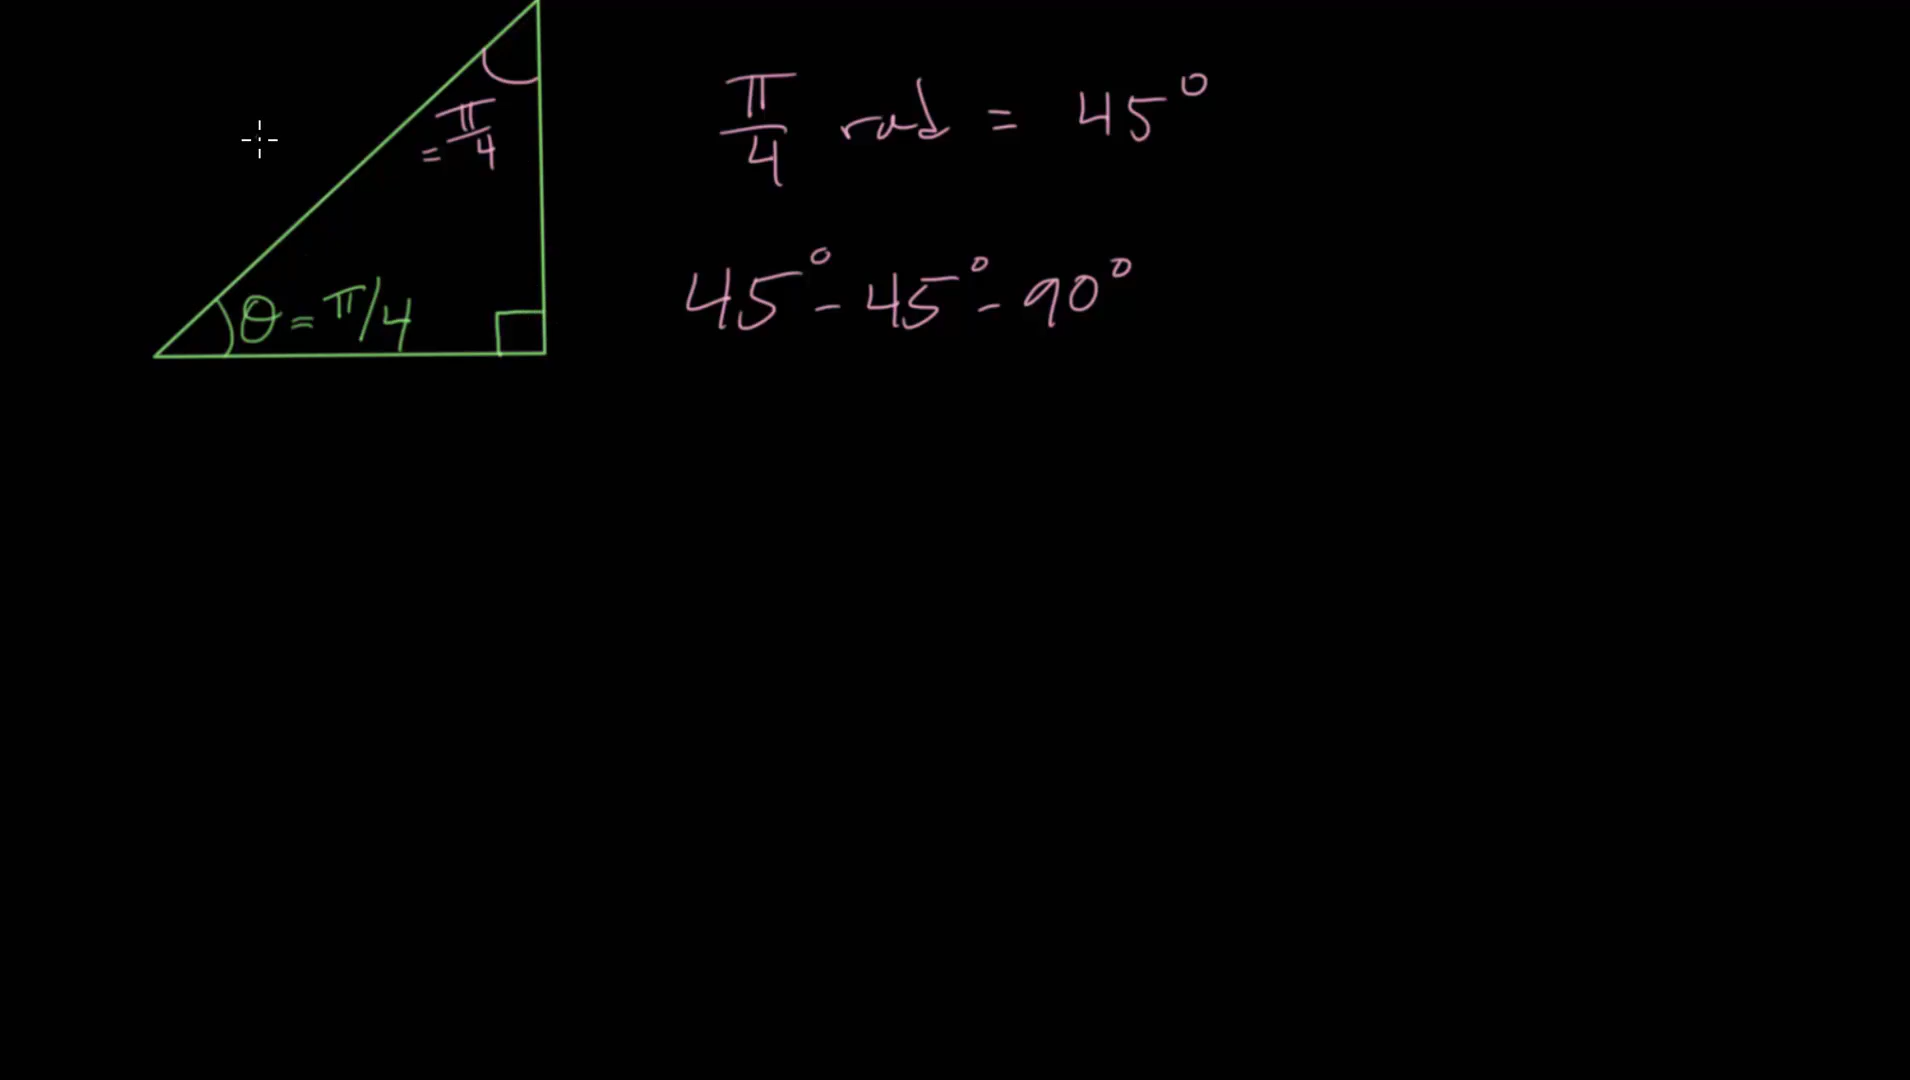 π/4 rad = 45°
= π/4
45° - 45° - 90°
θ = π/4